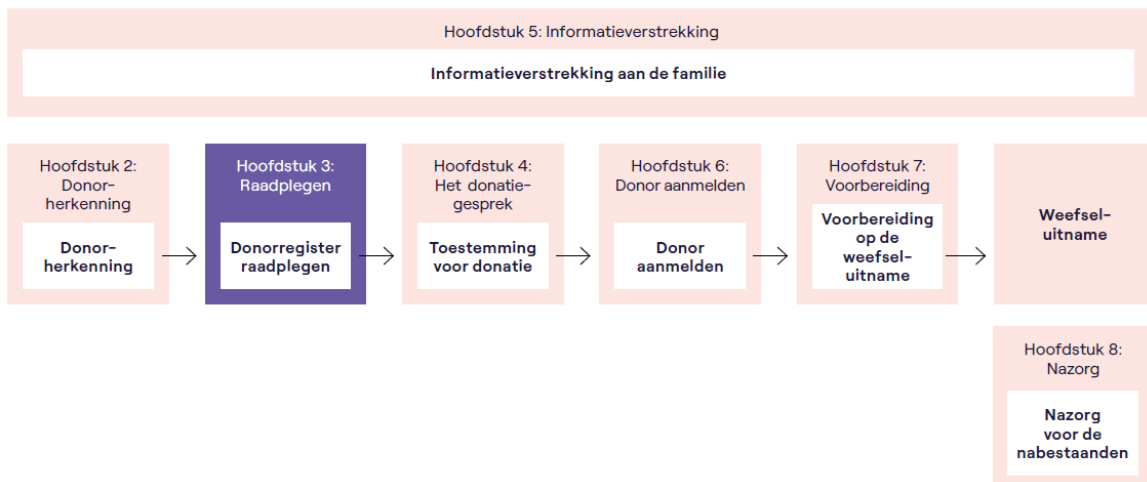 Hoofdstuk 5: Informatieverstrekking
Informatieverstrekking aan de familie
Hoofdstuk 2:
Donor-
herkenning
Donor-
herkenning
Hoofdstuk 3:
Raadplegen
Donorregister
raadplegen
Hoofdstuk 4:
Het donatie-
gesprek
Toestemming
voor donatie
Hoofdstuk 6:
Donor aanmelden
Donor
aanmelden
Hoofdstuk 7:
Voorbereiding
Voorbereiding
op de
weefsel-
uitname
Weefsel-
uitname
Hoofdstuk 8:
Nazorg
Nazorg
voor de
nabestaanden